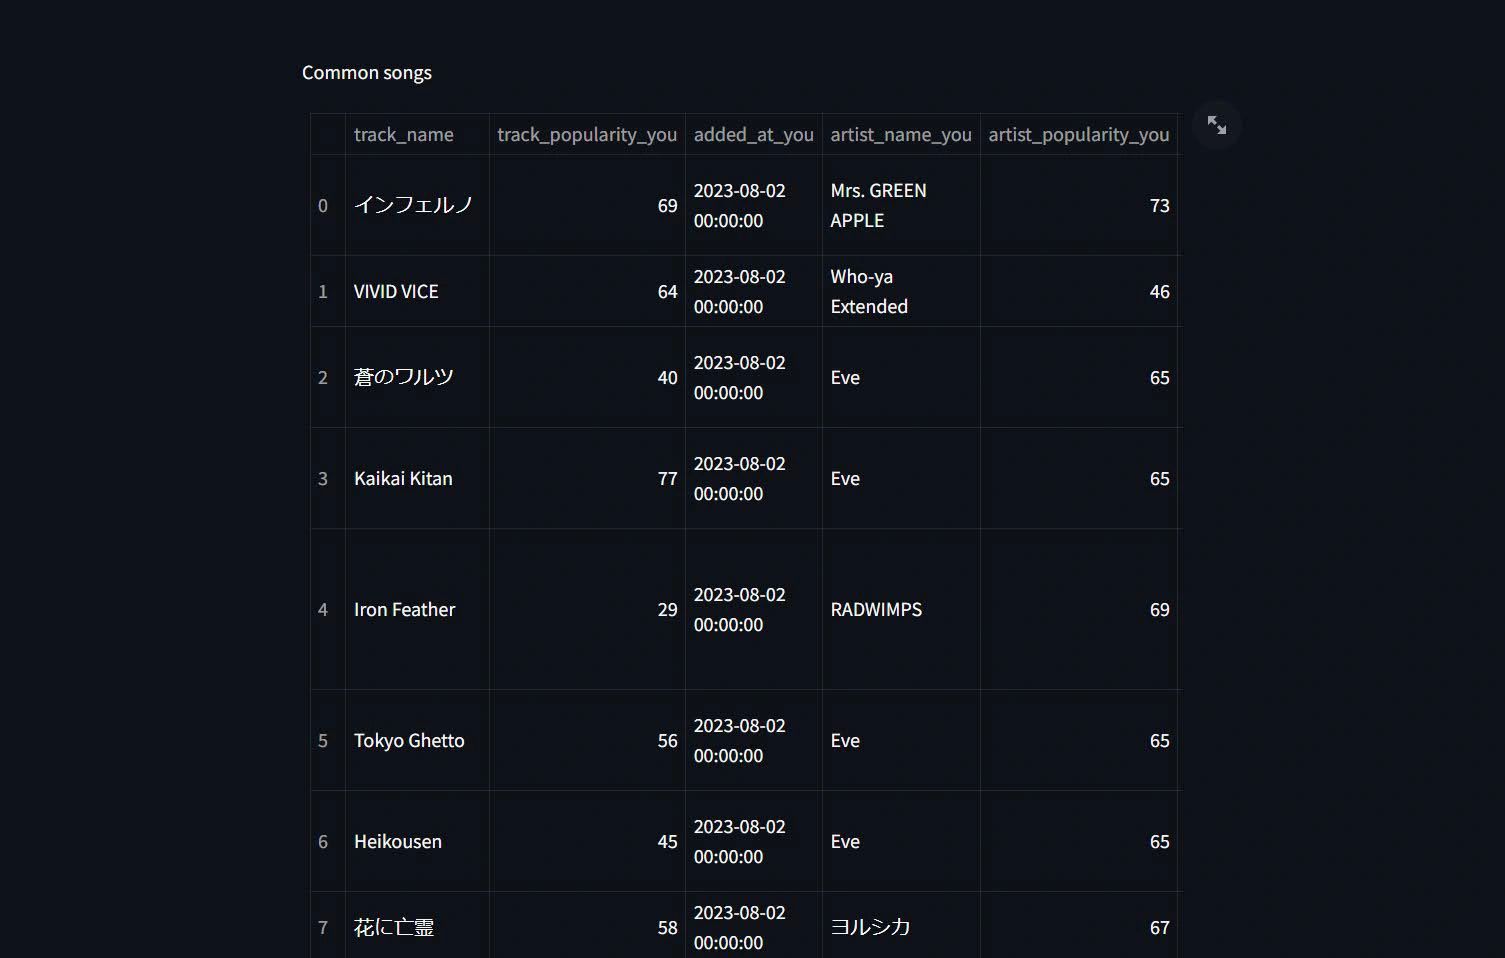 Common songs
track_name track_popularity_you added_at_you artist_name_you artist_popularity_you
0 インフェルノ 69 2023-08-02 00:00:00 Mrs. GREEN APPLE 73
1 VIVID VICE 64 2023-08-02 00:00:00 Who-ya Extended 46
2 蒼のワルツ 40 2023-08-02 00:00:00 Eve 65
3 Kaikai Kitan 77 2023-08-02 00:00:00 Eve 65
4 Iron Feather 29 2023-08-02 00:00:00 RADWIMPS 69
5 Tokyo Ghetto 56 2023-08-02 00:00:00 Eve 65
6 Heikousen 45 2023-08-02 00:00:00 Eve 65
7 花に亡霊 58 2023-08-02 00:00:00 ヨルシカ 67